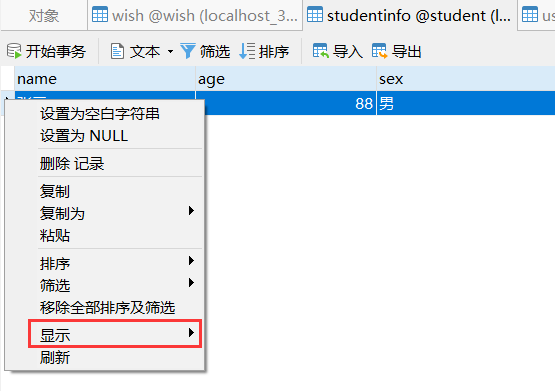 对象 wish @wish (localhost_3... studentinfo @student (l... us
开始事务 文本 筛选 排序 导入 导出
name age sex
88 男
设置为空白字符串
设置为 NULL
删除 记录
复制
复制为
粘贴
排序
筛选
移除全部排序及筛选
显示
刷新